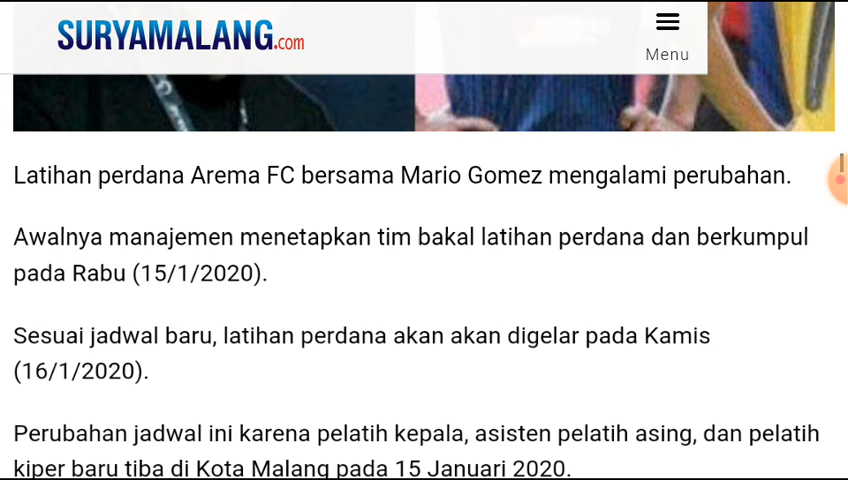 SURYAMALANG.com
Menu
Latihan perdana Arema FC bersama Mario Gomez mengalami perubahan.
Awalnya manajemen menetapkan tim bakal latihan perdana dan berkumpul
pada Rabu (15/1/2020).
Sesuai jadwal baru, latihan perdana akan akan digelar pada Kamis
(16/1/2020).
Perubahan jadwal ini karena pelatih kepala, asisten pelatih asing, dan pelatih
kiper baru tiba di Kota Malang pada 15 Januari 2020.